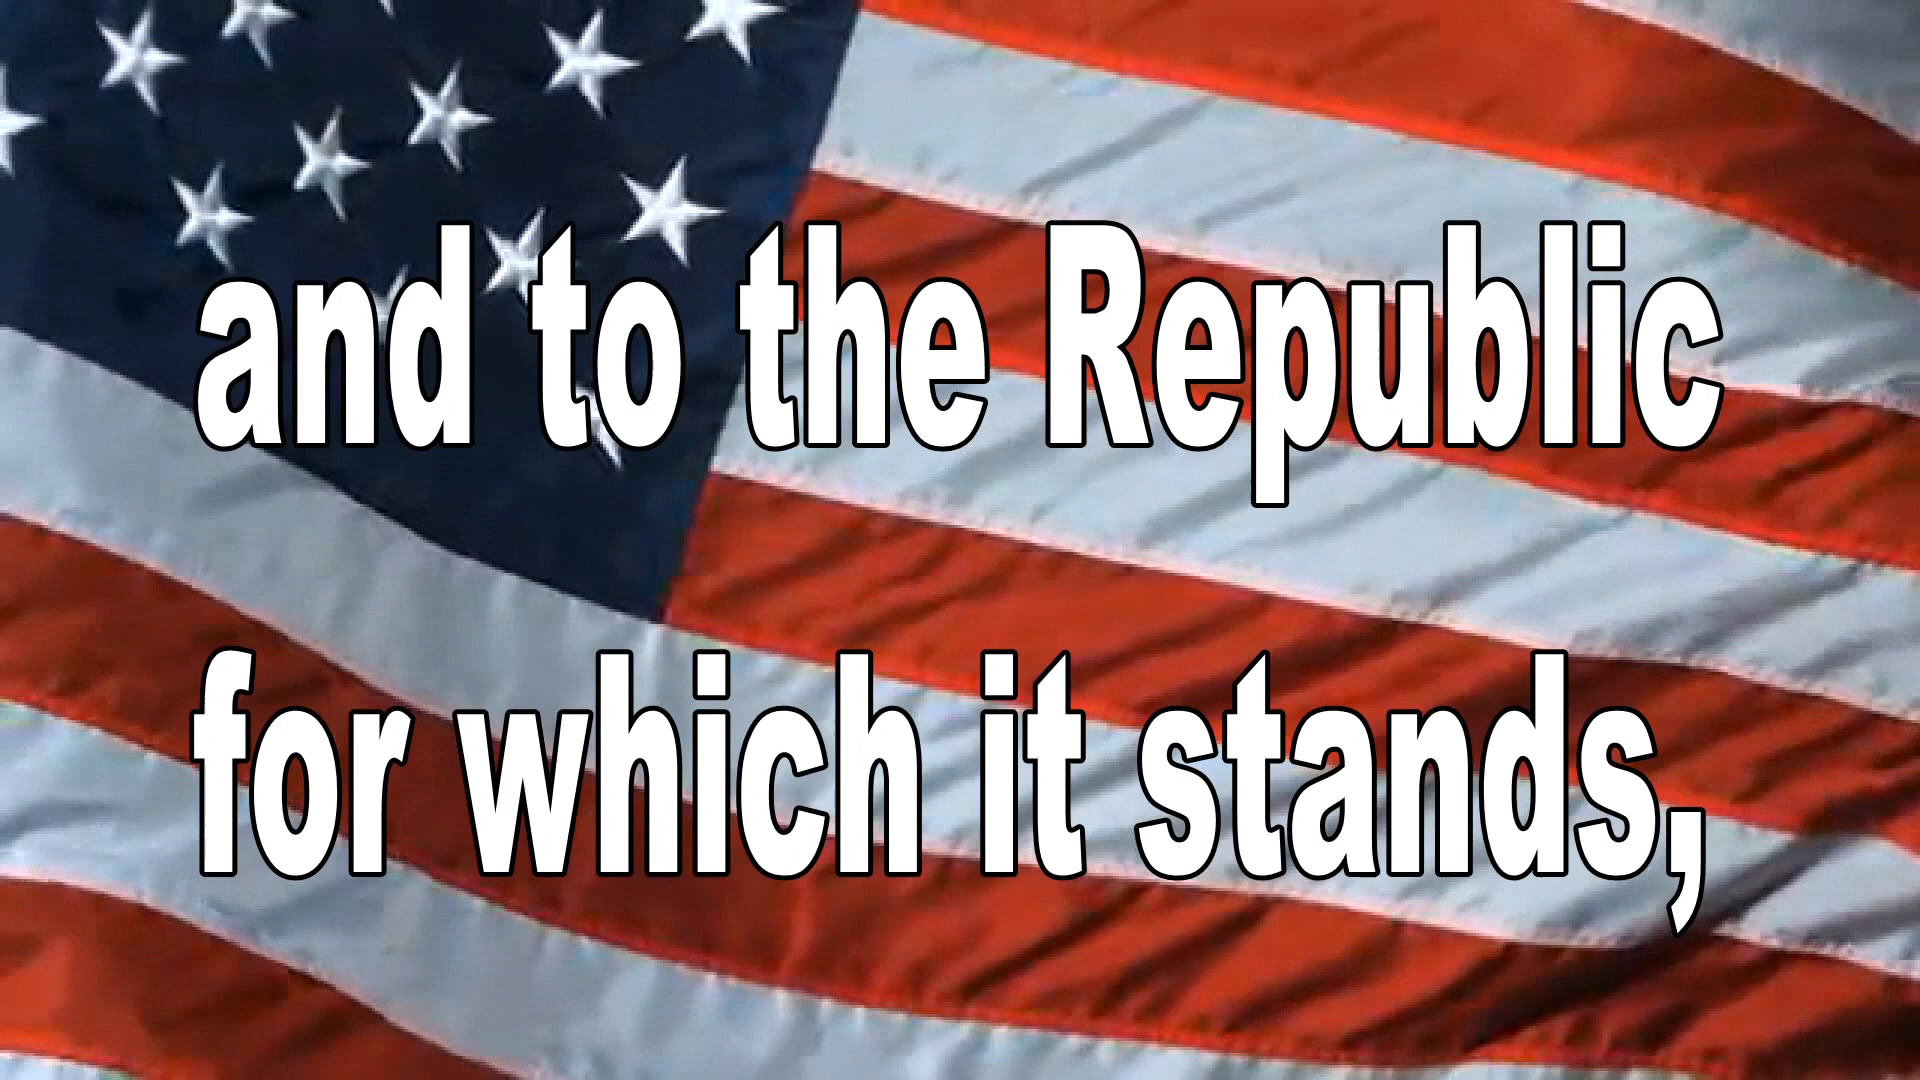 and to the Republic
for which it stands,